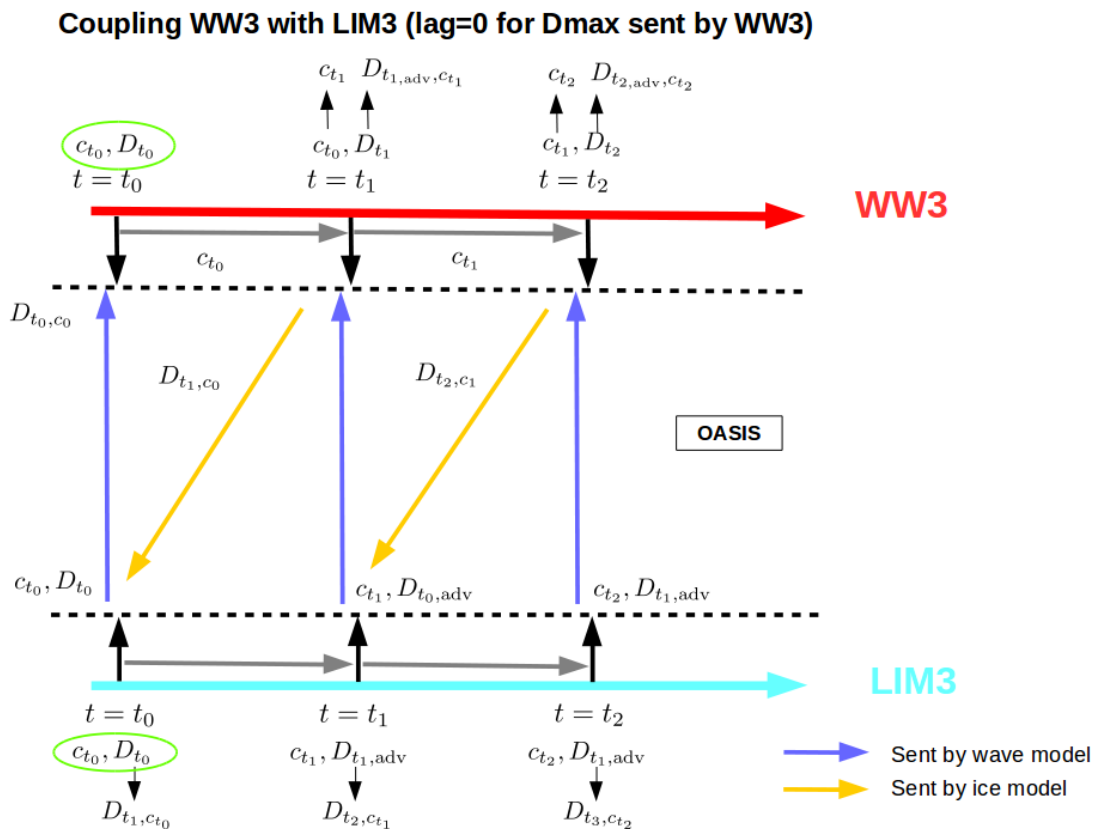 Coupling WW3 with LIM3 (lag=0 for Dmax sent by WW3)
c_{t_1} D_{t_{1,adv},c_{t_1}} c_{t_2} D_{t_{2,adv},c_{t_2}}
c_{t_0}, D_{t_0} c_{t_0}, D_{t_1} c_{t_1}, D_{t_2}
t = t_0 t = t_1 t = t_2
WW3
c_{t_0} c_{t_1}
D_{t_0,c_0}
D_{t_1,c_0} D_{t_2,c_1}
OASIS
c_{t_0}, D_{t_0} c_{t_1}, D_{t_0,adv} c_{t_2}, D_{t_1,adv}
LIM3
t = t_0 t = t_1 t = t_2
c_{t_0}, D_{t_0} c_{t_1}, D_{t_1,adv} c_{t_2}, D_{t_1,adv}
Sent by wave model
Sent by ice model
D_{t_1,c_{t_0}} D_{t_2,c_{t_1}} D_{t_3,c_{t_2}}